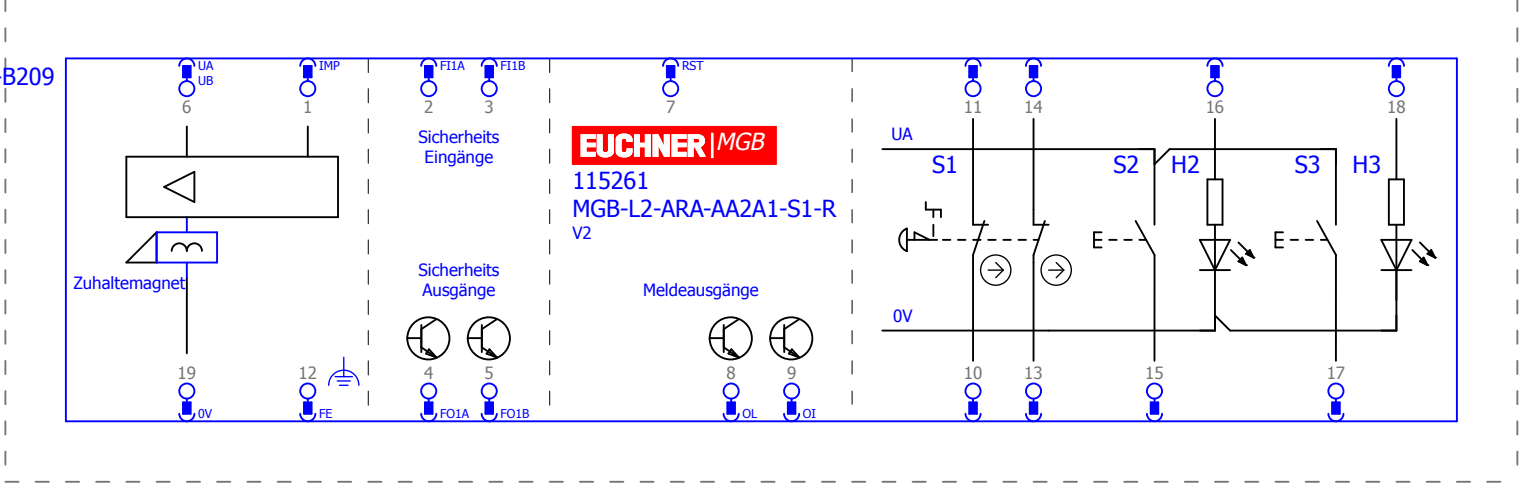 -B209
UA
UB
IMP
FI1A
FI1B
RST
6
1
2
3
7
11
14
16
18
Sicherheits
Eingänge
EUCHNER|MGB
115261
MGB-L2-ARA-AA2A1-S1-R
V2
UA
S1
S2
H2
S3
H3
Zuhaltemagnet
Sicherheits
Ausgänge
Meldeausgänge
0V
19
12
4
5
8
9
10
13
15
17
0V
FE
FO1A
FO1B
OL
OI